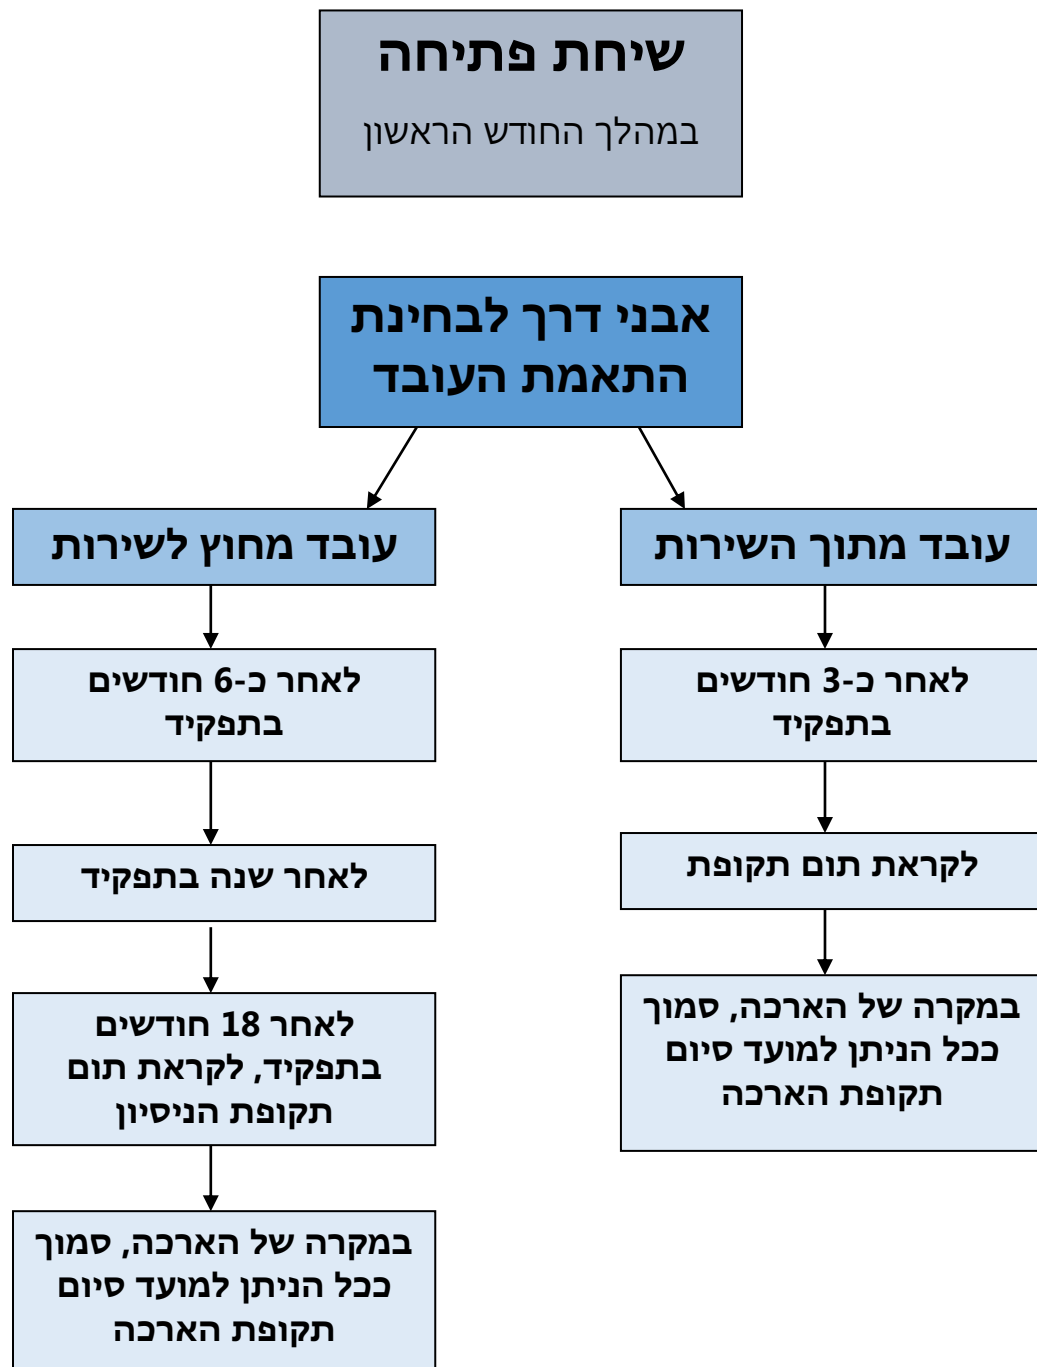 שיחת פתיחה
במהלך החודש הראשון
אבני דרך לבחינת
התאמת העובד
עובד מתוך השירות
לאחר כ-3 חודשים
בתפקיד
לקראת תום תקופת
במקרה של הארכה, סמוך
ככל הניתן למועד סיום
תקופת הארכה
עובד מחוץ לשירות
לאחר כ-6 חודשים
בתפקיד
לאחר שנה בתפקיד
לאחר 18 חודשים
בתפקיד, לקראת תום
תקופת הניסיון
במקרה של הארכה, סמוך
ככל הניתן למועד סיום
תקופת הארכה